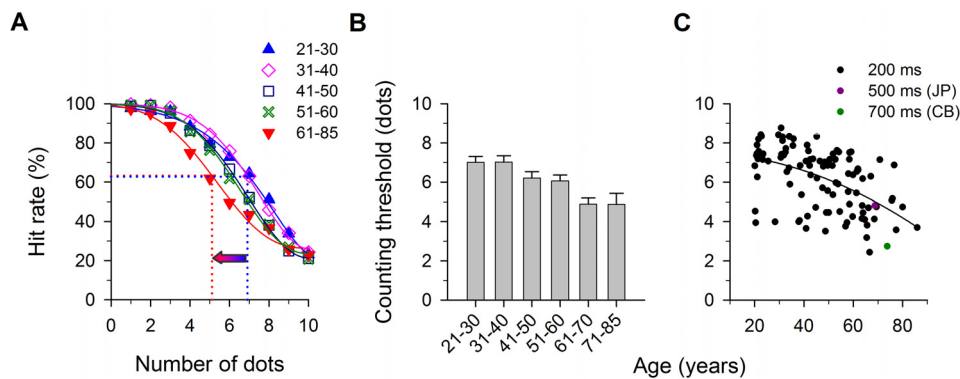 A
21-30
31-40
41-50
51-60
61-85
Hit rate (%)
100
80
60
40
20
0
0 2 4 6 8 10
Number of dots
B
Counting threshold (dots)
10
8
6
4
2
0
21-30
31-40
41-50
51-60
61-70
71-85
C
200 ms
500 ms (JP)
700 ms (CB)
10
8
6
4
2
0
20 40 60 80
Age (years)